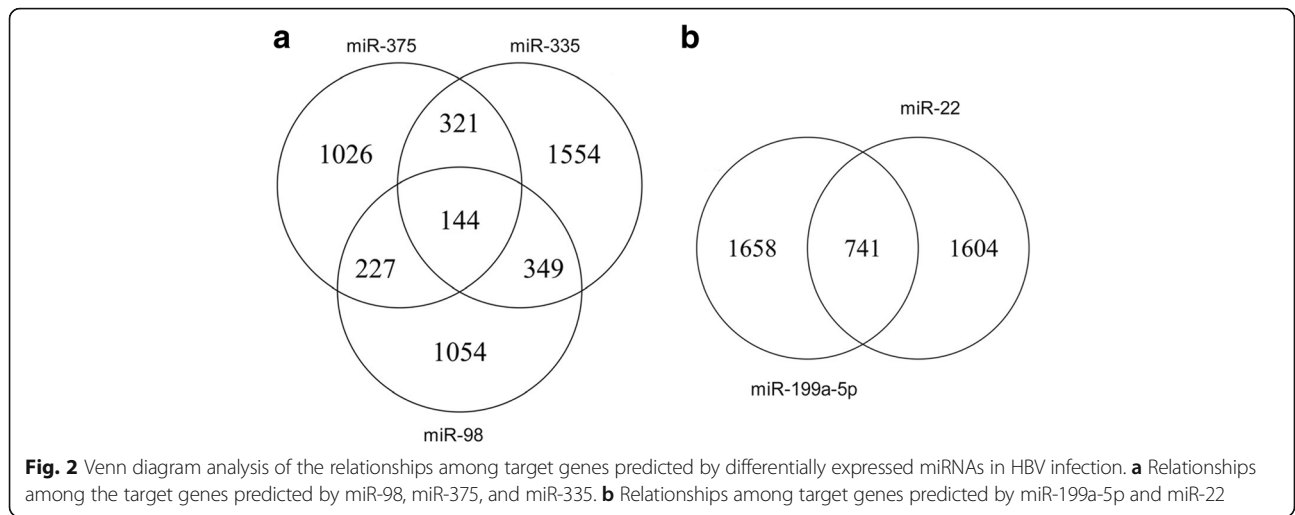 a
b
miR-375
miR-335
miR-22
321
1026
1554
144
227
349
1054
1658
741
1604
miR-199a-5p
miR-98
Fig. 2 Venn diagram analysis of the relationships among target genes predicted by differentially expressed miRNAs in HBV infection. a Relationships
among the target genes predicted by miR-98, miR-375, and miR-335. b Relationships among target genes predicted by miR-199a-5p and miR-22